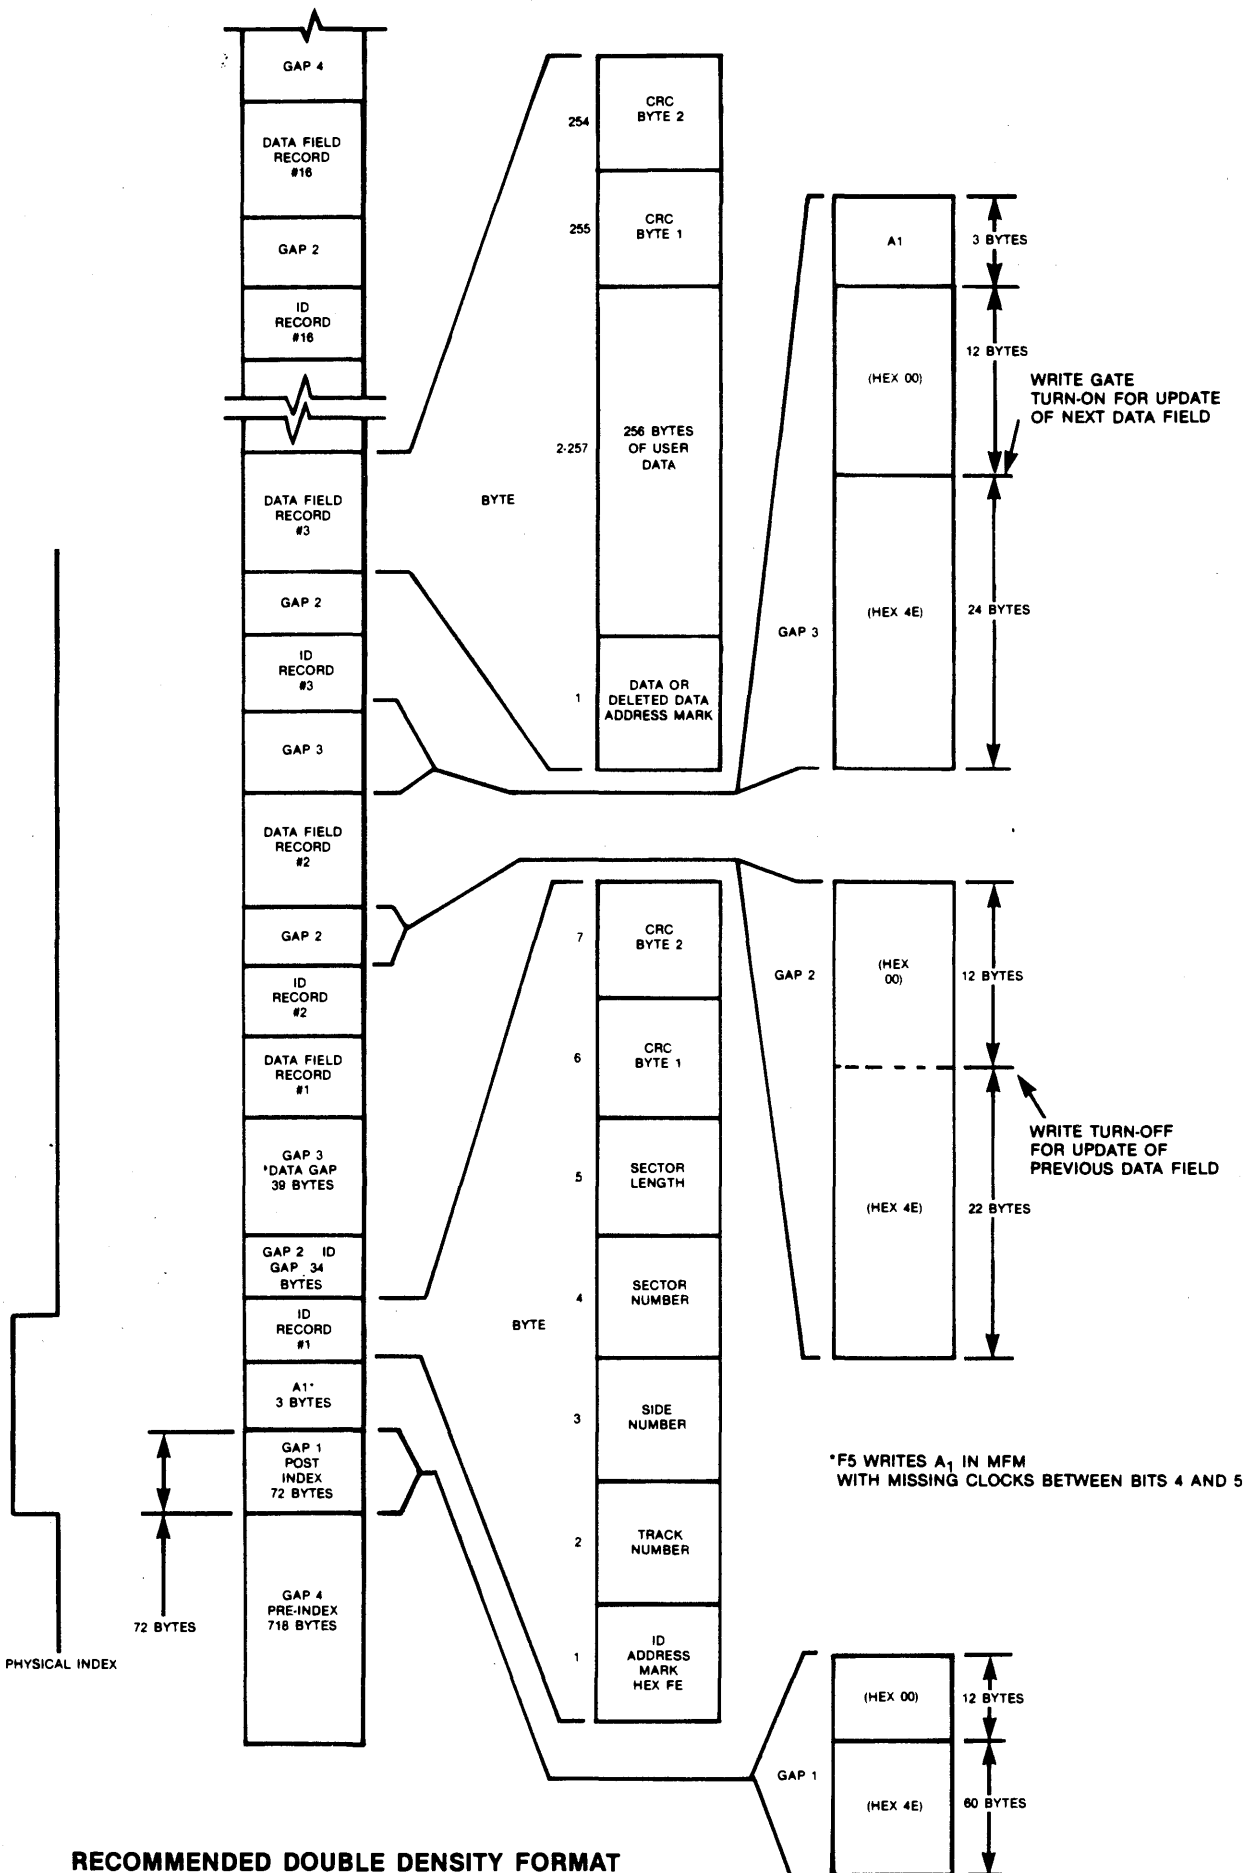 GAP 4
DATA FIELD
RECORD
#16
GAP 2
ID
RECORD
#16
DATA FIELD
RECORD
#3
GAP 2
ID
RECORD
#3
GAP 3
DATA FIELD
RECORD
#2
GAP 2
ID
RECORD
#2
DATA FIELD
RECORD
#1
GAP 3
*DATA GAP
39 BYTES
GAP 2 ID
GAP 34
BYTES
ID
RECORD
#1
A1*
3 BYTES
GAP 1
POST
INDEX
72 BYTES
GAP 4
PRE-INDEX
718 BYTES
72 BYTES
PHYSICAL INDEX
254
CRC
BYTE 2
255
CRC
BYTE 1
2-257
256 BYTES
OF USER
DATA
BYTE
1
DATA OR
DELETED DATA
ADDRESS MARK
A1
3 BYTES
(HEX 00)
12 BYTES
WRITE GATE
TURN-ON FOR UPDATE
OF NEXT DATA FIELD
GAP 3
(HEX 4E)
24 BYTES
7
CRC
BYTE 2
6
CRC
BYTE 1
5
SECTOR
LENGTH
4
SECTOR
NUMBER
BYTE
3
SIDE
NUMBER
2
TRACK
NUMBER
1
ID
ADDRESS
MARK
HEX FE
GAP 2
(HEX
00)
12 BYTES
WRITE TURN-OFF
FOR UPDATE OF
PREVIOUS DATA FIELD
(HEX 4E)
22 BYTES
*F5 WRITES A1 IN MFM
WITH MISSING CLOCKS BETWEEN BITS 4 AND 5
GAP 1
(HEX 00)
12 BYTES
(HEX 4E)
60 BYTES
RECOMMENDED DOUBLE DENSITY FORMAT